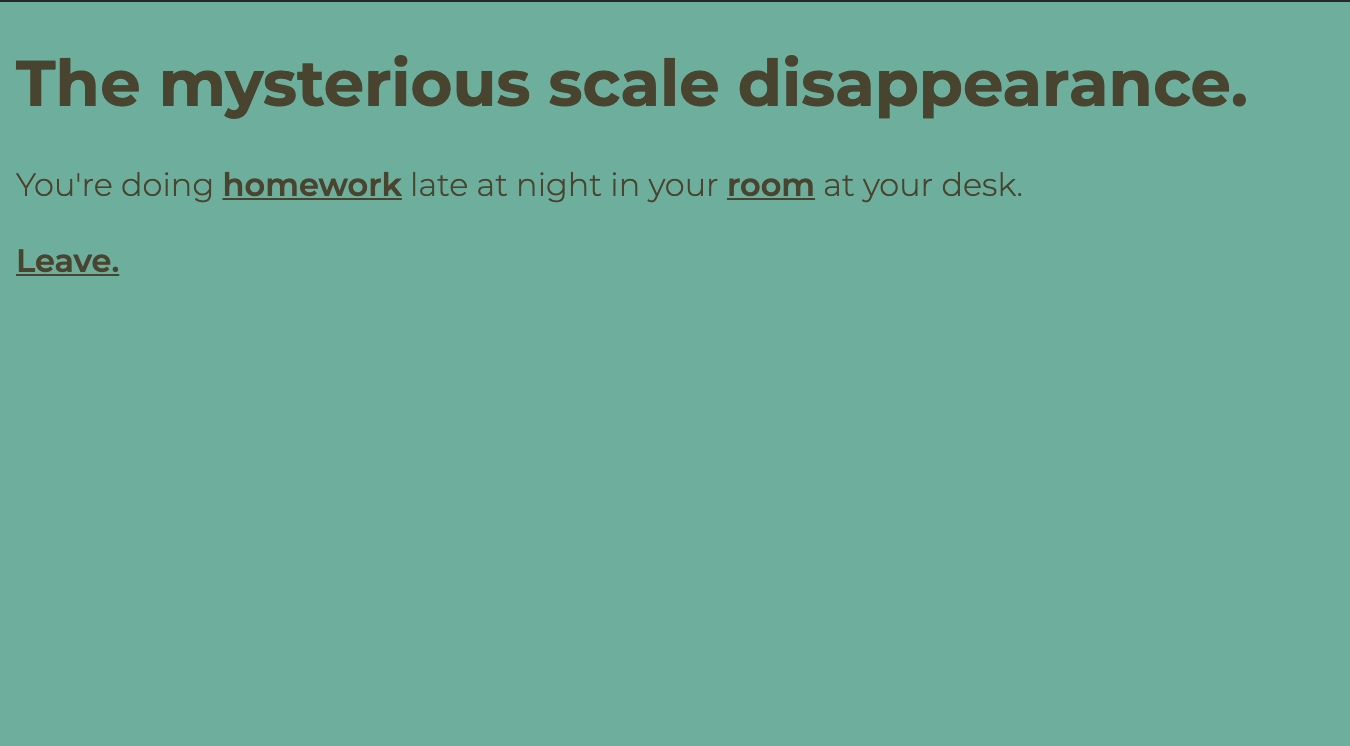 The mysterious scale disappearance.
You're doing homework late at night in your room at your desk.
Leave.